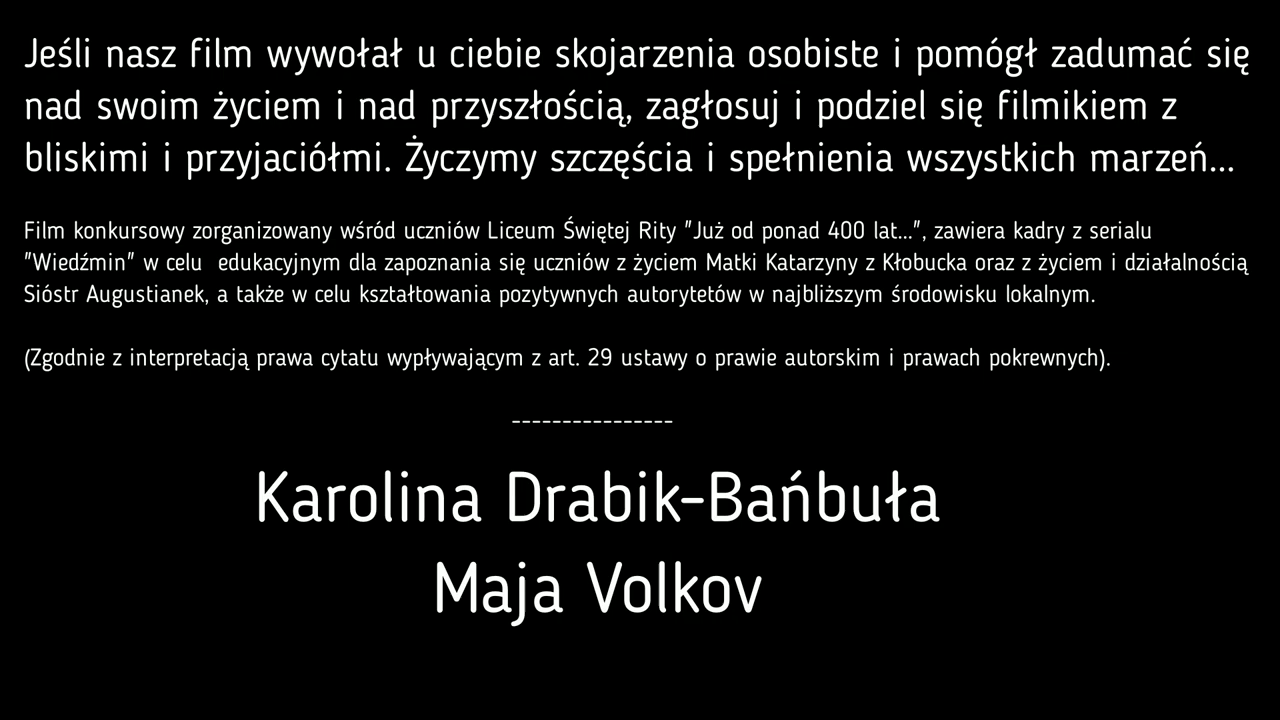 Jeśli nasz film wywołał u ciebie skojarzenia osobiste i pomógł zadumać się
nad swoim życiem i nad przyszłością, zagłosuj i podziel się filmikiem z
bliskimi i przyjaciółmi. Życzymy szczęścia i spełnienia wszystkich marzeń...
Film konkursowy zorganizowany wśród uczniów Liceum Świętej Rity "Już od ponad 400 lat...", zawiera kadry z serialu
"Wiedźmin" w celu  edukacyjnym dla zapoznania się uczniów z życiem Matki Katarzyny z Kłobucka oraz z życiem i działalnością
Sióstr Augustianek, a także w celu kształtowania pozytywnych autorytetów w najbliższym środowisku lokalnym.
(Zgodnie z interpretacją prawa cytatu wypływającym z art. 29 ustawy o prawie autorskim i prawach pokrewnych).
----------------
Karolina Drabik-Bańbuła
Maja Volkov